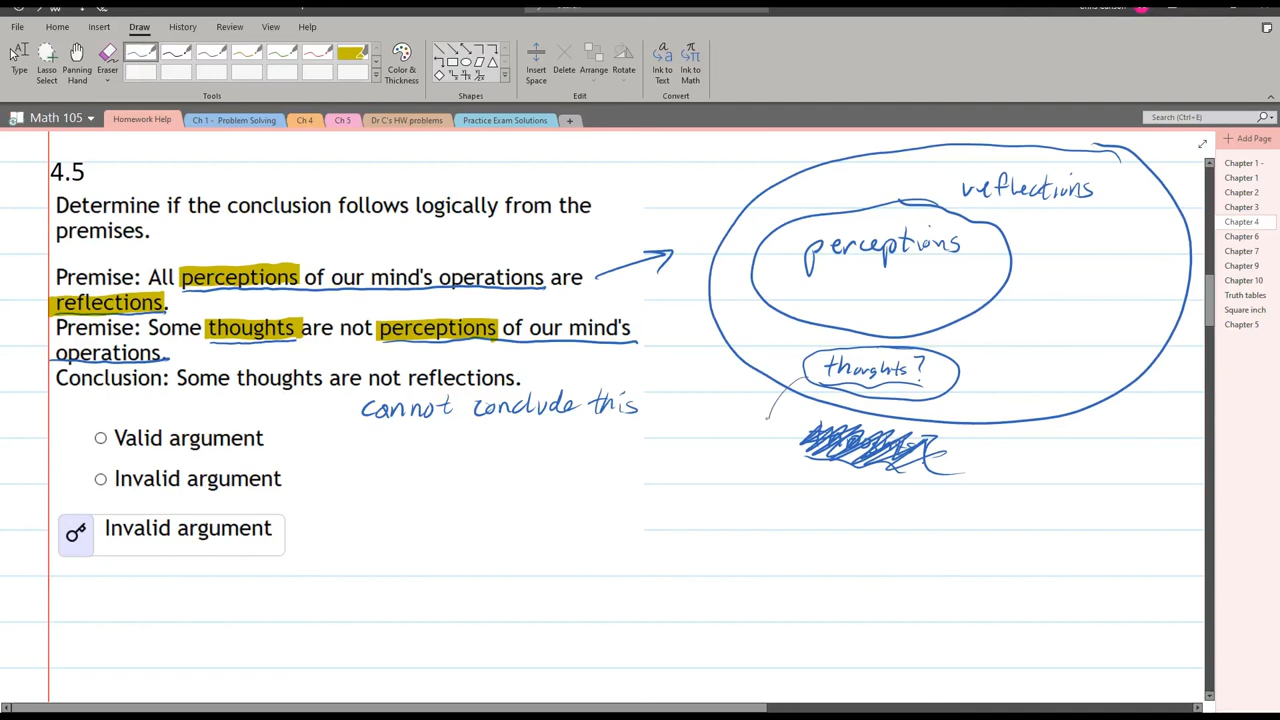 File Home Insert Draw History Review View Help
Type Lasso Select Panning Hand Eraser Color & Thickness Insert Space Delete Arrange Rotate Ink to Text Ink to Math
Tools Shapes Edit Convert
Math 105 Homework Help Ch 1 - Problem Solving Ch 4 Ch 5 Dr C's HW problems Practice Exam Solutions + Search (Ctrl+E)
4.5
Determine if the conclusion follows logically from the
premises.
Premise: All perceptions of our mind's operations are
reflections.
Premise: Some thoughts are not perceptions of our mind's
operations.
Conclusion: Some thoughts are not reflections.
cannot conclude this
Valid argument
Invalid argument
Invalid argument
reflections
perceptions
thoughts?
+ Add Page
Chapter 1 -
Chapter 1
Chapter 2
Chapter 3
Chapter 4
Chapter 6
Chapter 7
Chapter 9
Chapter 10
Truth tables
Square inch
Chapter 5